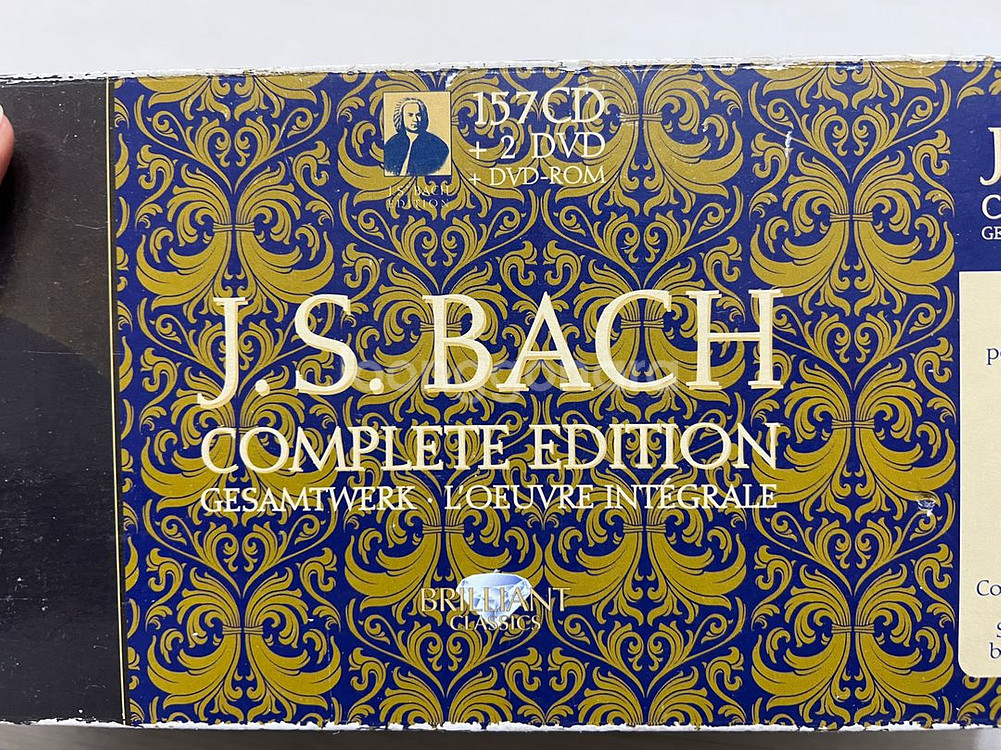 157 CD
+ 2 DVD
+ DVD-ROM
J.S. BACH
EDITION
J.S. BACH
COMPLETE EDITION
GESAMTWERK · L'OEUVRE INTÉGRALE
BRILLIANT
CLASSICS